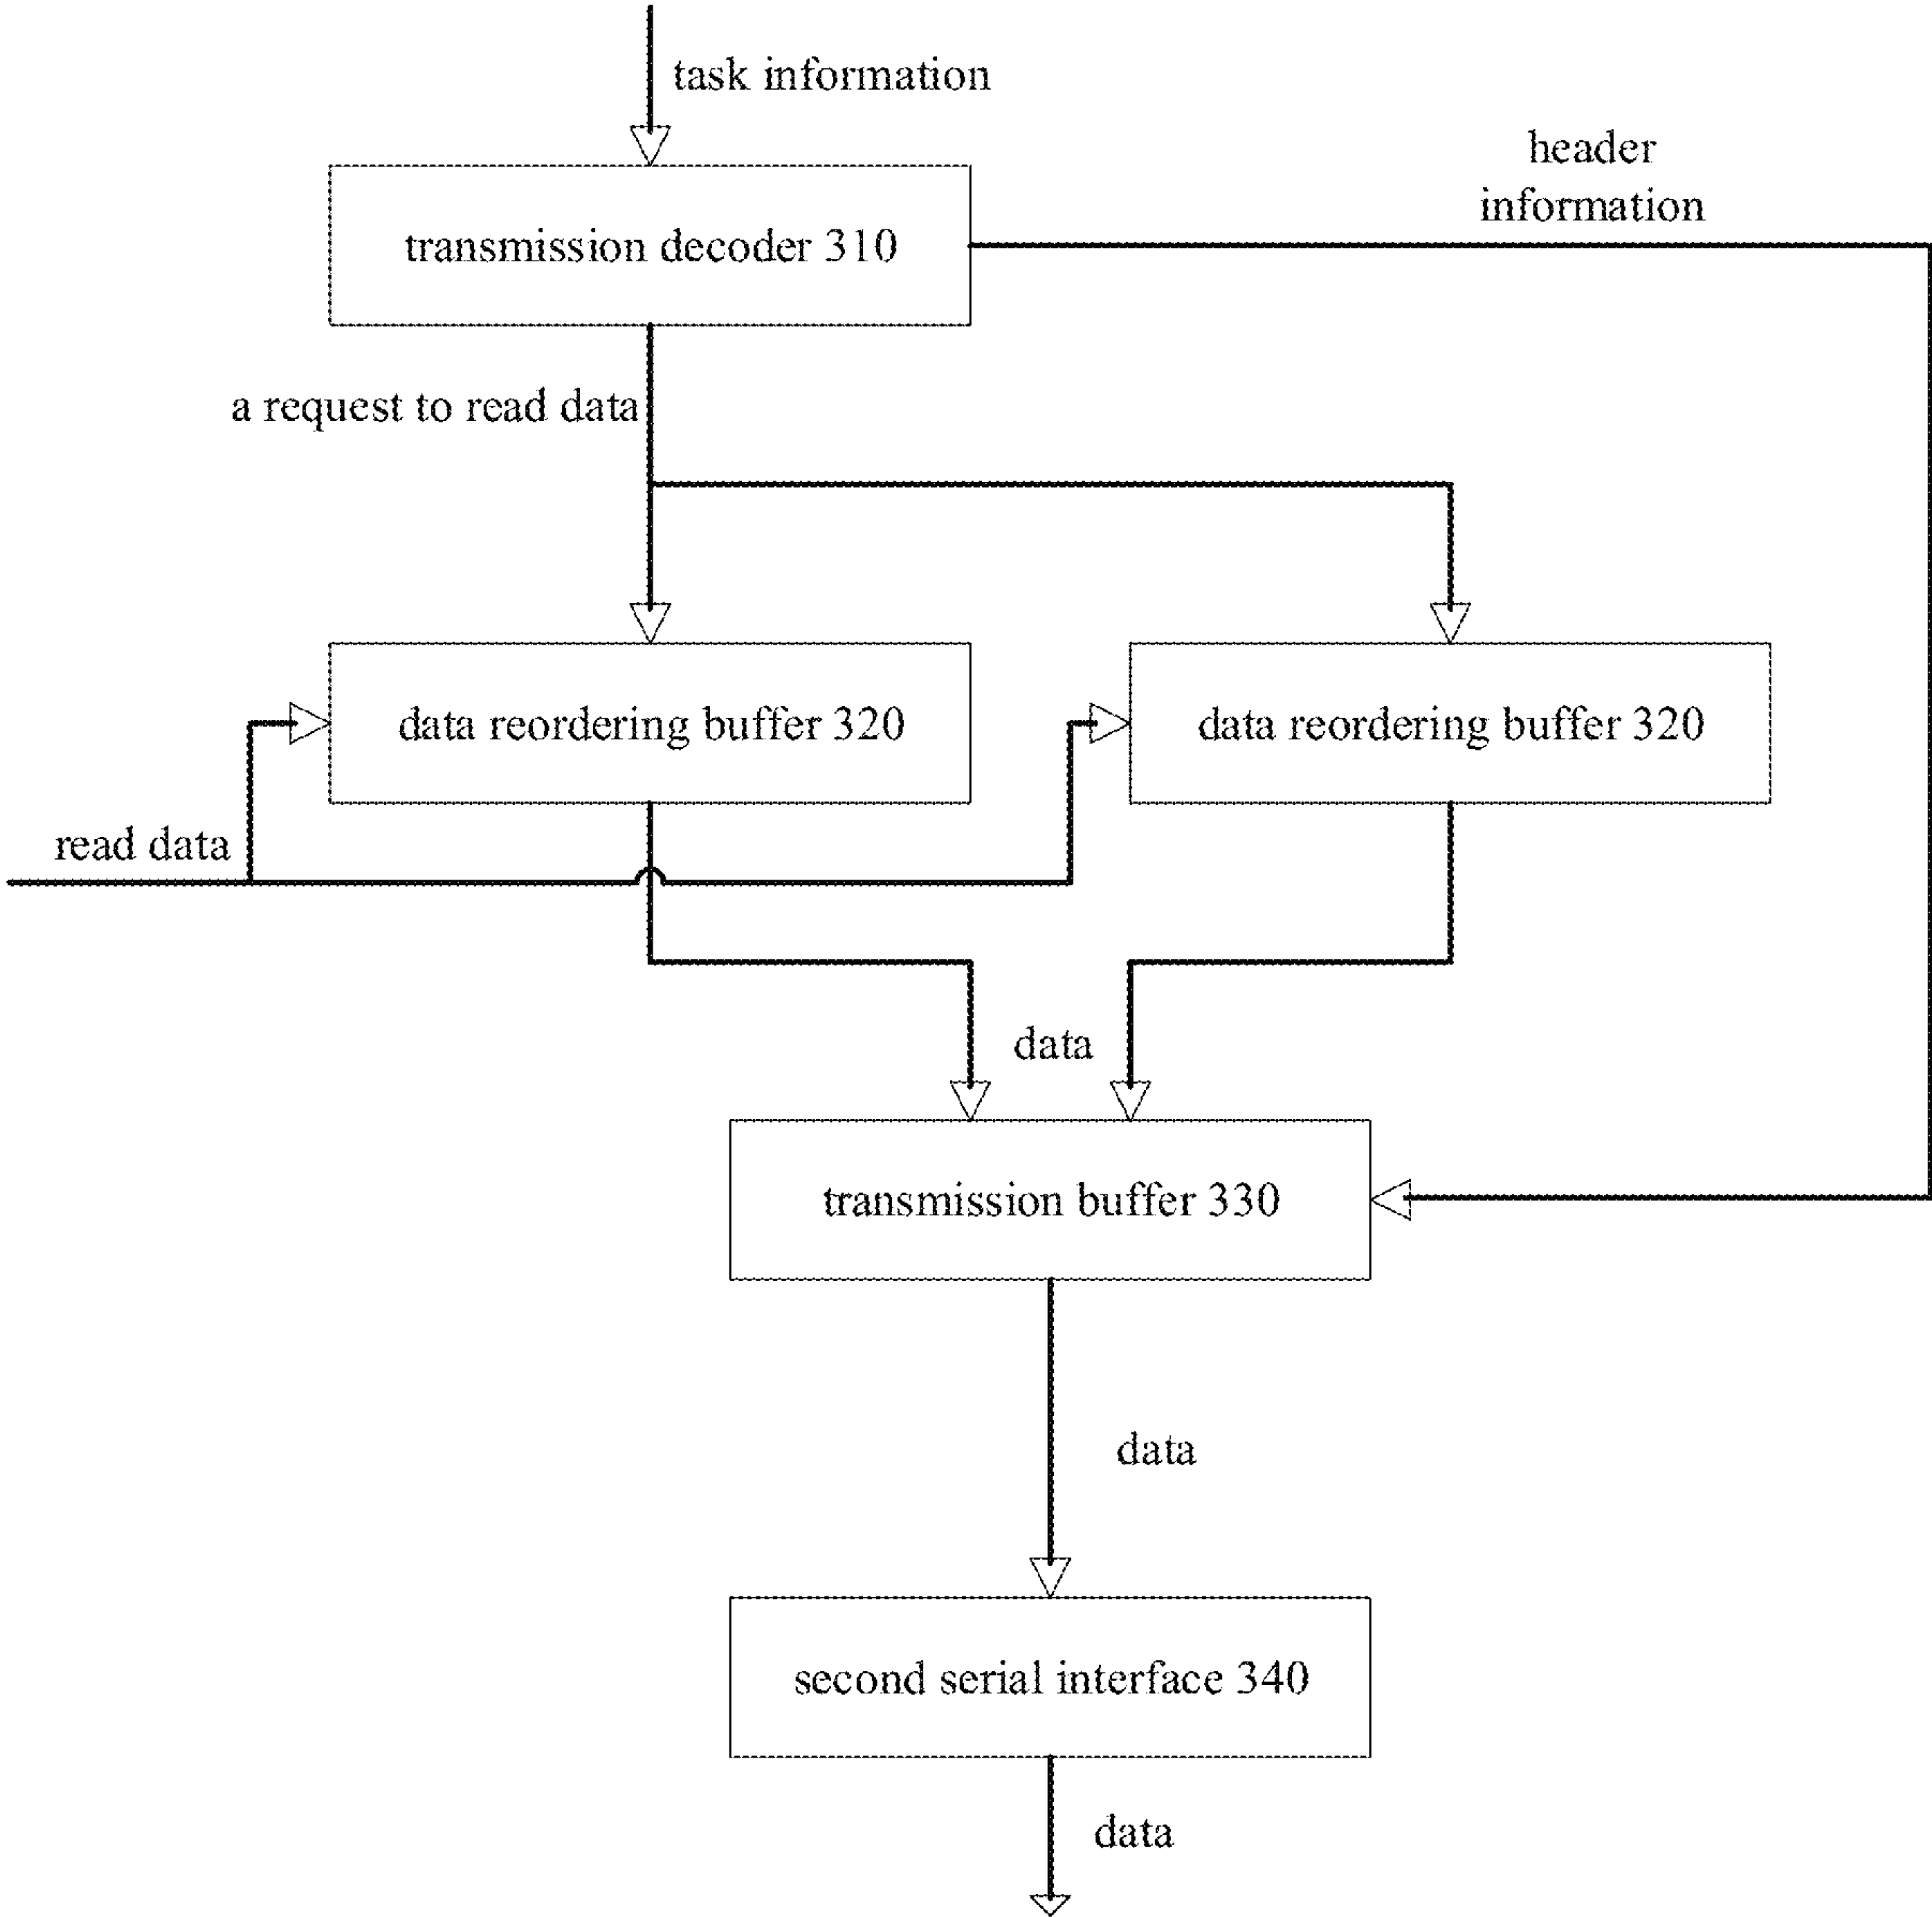 task information
header
information
transmission decoder 310
a request to read data
data reordering buffer 320
data reordering buffer 320
read data
data
transmission buffer 330
data
second serial interface 340
data